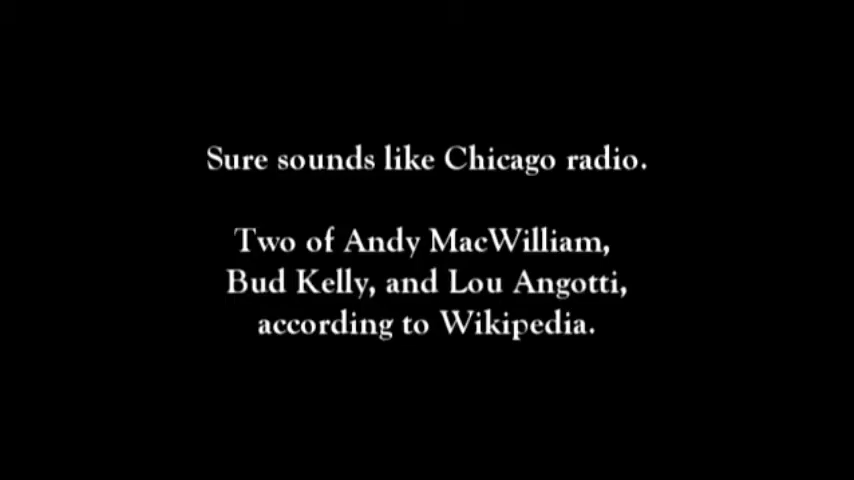 Sure sounds like Chicago radio.
Two of Andy MacWilliam,
Bud Kelly, and Lou Angotti,
according to Wikipedia.